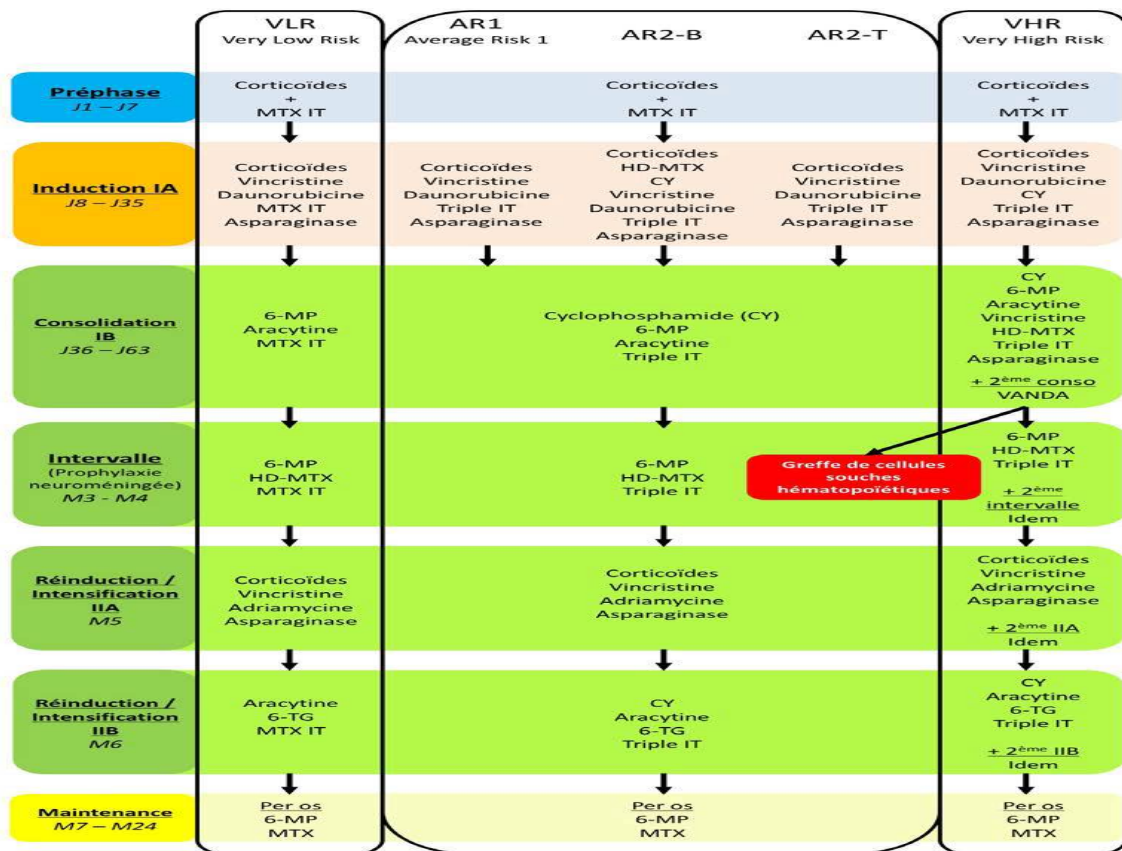 VLR
Very Low Risk
AR1
Average Risk 1
AR2-B
AR2-T
VHR
Very High Risk
Préphase
J1 – J7
Corticoïdes
+
MTX IT
Corticoïdes
+
MTX IT
Corticoïdes
+
MTX IT
Induction IA
J8 – J35
Corticoïdes
Vincristine
Daunorubicine
MTX IT
Asparaginase
Corticoïdes
Vincristine
Daunorubicine
Triple IT
Asparaginase
Corticoïdes
HD-MTX
CY
Vincristine
Daunorubicine
Triple IT
Asparaginase
Corticoïdes
Vincristine
Daunorubicine
Triple IT
Asparaginase
Corticoïdes
Vincristine
Daunorubicine
CY
Triple IT
Asparaginase
Consolidation
IB
J36 – J63
6-MP
Aracytine
MTX IT
Cyclophosphamide (CY)
6-MP
Aracytine
Triple IT
CY
6-MP
Aracytine
Vincristine
HD-MTX
Triple IT
Asparaginase
+ 2ème conso
VANDA
Intervalle
(Prophylaxie
neuroméningée)
M3 - M4
6-MP
HD-MTX
MTX IT
6-MP
HD-MTX
Triple IT
Greffe de cellules
souches
hématopoïétiques
6-MP
HD-MTX
Triple IT
+ 2ème
intervalle
Idem
Réinduction /
Intensification
IIA
M5
Corticoïdes
Vincristine
Adriamycine
Asparaginase
Corticoïdes
Vincristine
Adriamycine
Asparaginase
Corticoïdes
Vincristine
Adriamycine
Asparaginase
+ 2ème IIA
Idem
Réinduction /
Intensification
IIB
M6
Aracytine
6-TG
MTX IT
CY
Aracytine
6-TG
Triple IT
CY
Aracytine
6-TG
Triple IT
+ 2ème IIB
Idem
Maintenance
M7 – M24
Per os
6-MP
MTX
Per os
6-MP
MTX
Per os
6-MP
MTX